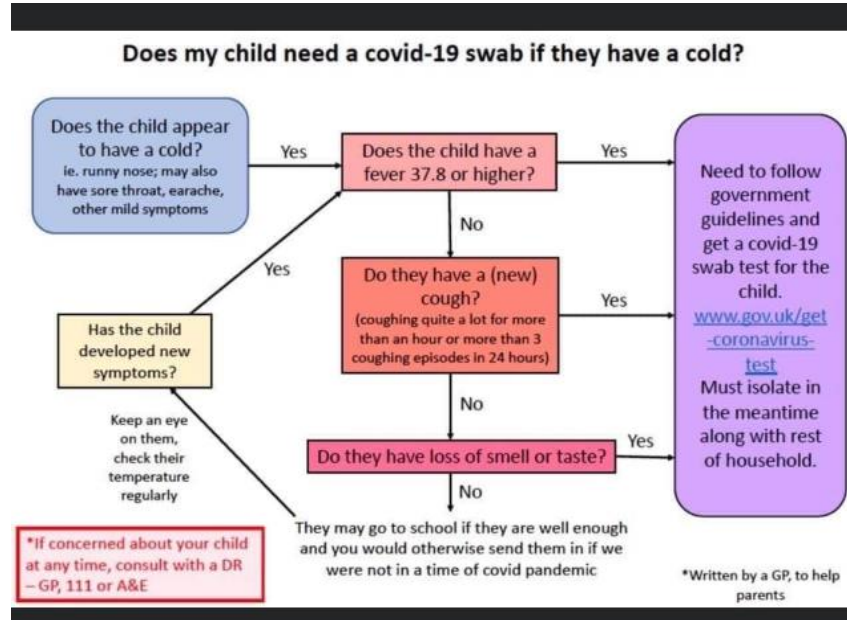 Does my child need a covid-19 swab if they have a cold?
Does the child appear
to have a cold?
ie. runny nose; may also
have sore throat, earache,
other mild symptoms
Yes
Does the child have a
fever 37.8 or higher?
Yes
No
Need to follow
government
guidelines and
get a covid-19
swab test for the
child.
www.gov.uk/get
-coronavirus-
test
Must isolate in
the meantime
along with rest
of household.
Do they have a (new)
cough?
(coughing quite a lot for more
than an hour or more than 3
coughing episodes in 24 hours)
Yes
No
Do they have loss of smell or taste?
Yes
No
They may go to school if they are well enough
and you would otherwise send them in if we
were not in a time of covid pandemic
Keep an eye
on them,
check their
temperature
regularly
Has the child
developed new
symptoms?
Yes
*If concerned about your child
at any time, consult with a DR
– GP, 111 or A&E
*Written by a GP, to help
parents